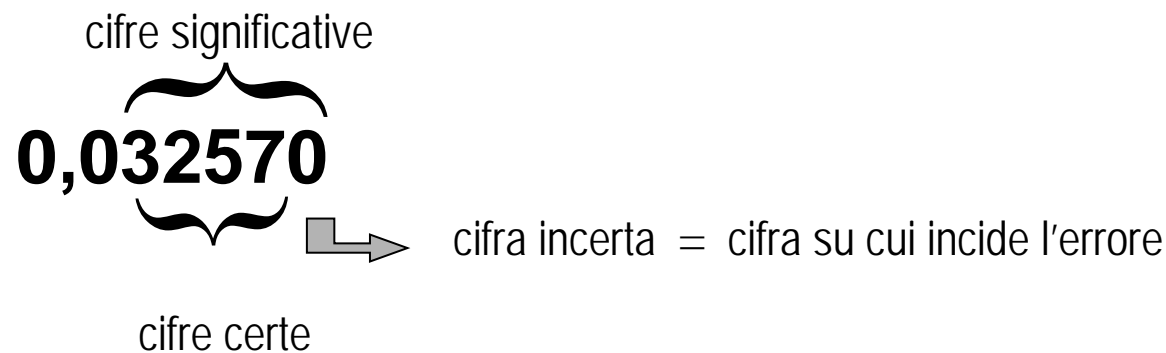 cifre significative
0,032570
cifra incerta = cifra su cui incide l'errore
cifre certe